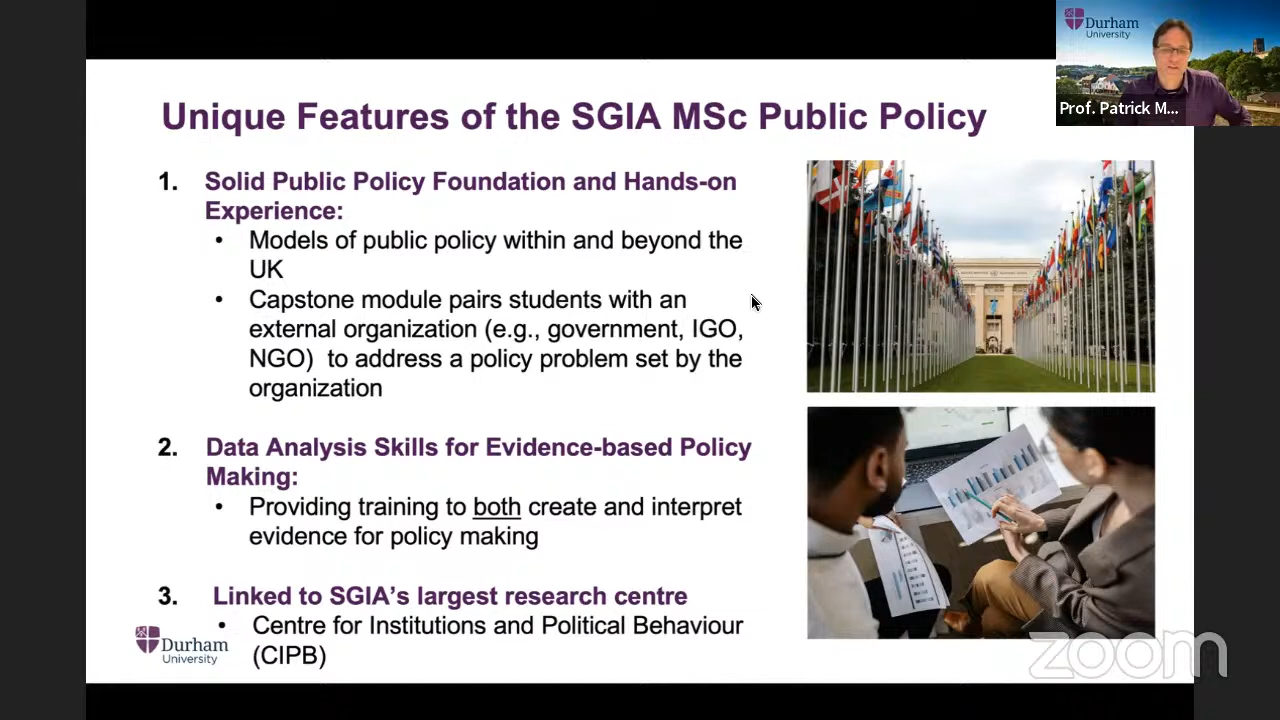 Durham
University
Prof. Patrick M...
Unique Features of the SGIA MSc Public Policy
1. Solid Public Policy Foundation and Hands-on
Experience:
• Models of public policy within and beyond the
UK
• Capstone module pairs students with an
external organization (e.g., government, IGO,
NGO) to address a policy problem set by the
organization
2. Data Analysis Skills for Evidence-based Policy
Making:
• Providing training to both create and interpret
evidence for policy making
3. Linked to SGIA’s largest research centre
• Centre for Institutions and Political Behaviour
(CIPB)
Durham
University
zoom